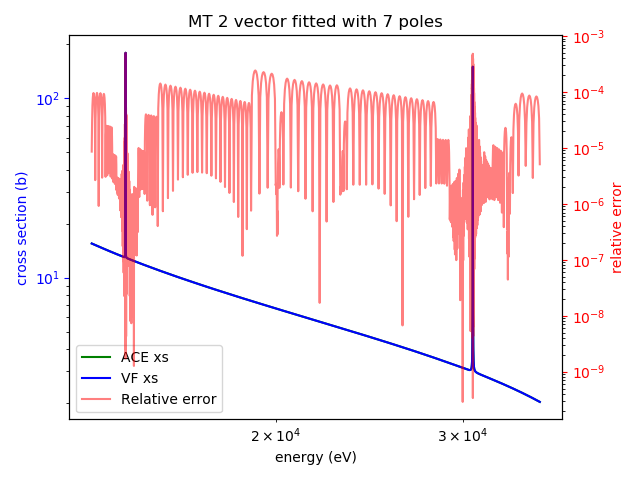 MT 2 vector fitted with 7 poles
cross section (b)
10²
10¹
10⁻³
10⁻⁴
10⁻⁵
10⁻⁶
10⁻⁷
10⁻⁸
10⁻⁹
relative error
ACE xs
VF xs
Relative error
2 × 10⁴
3 × 10⁴
energy (eV)